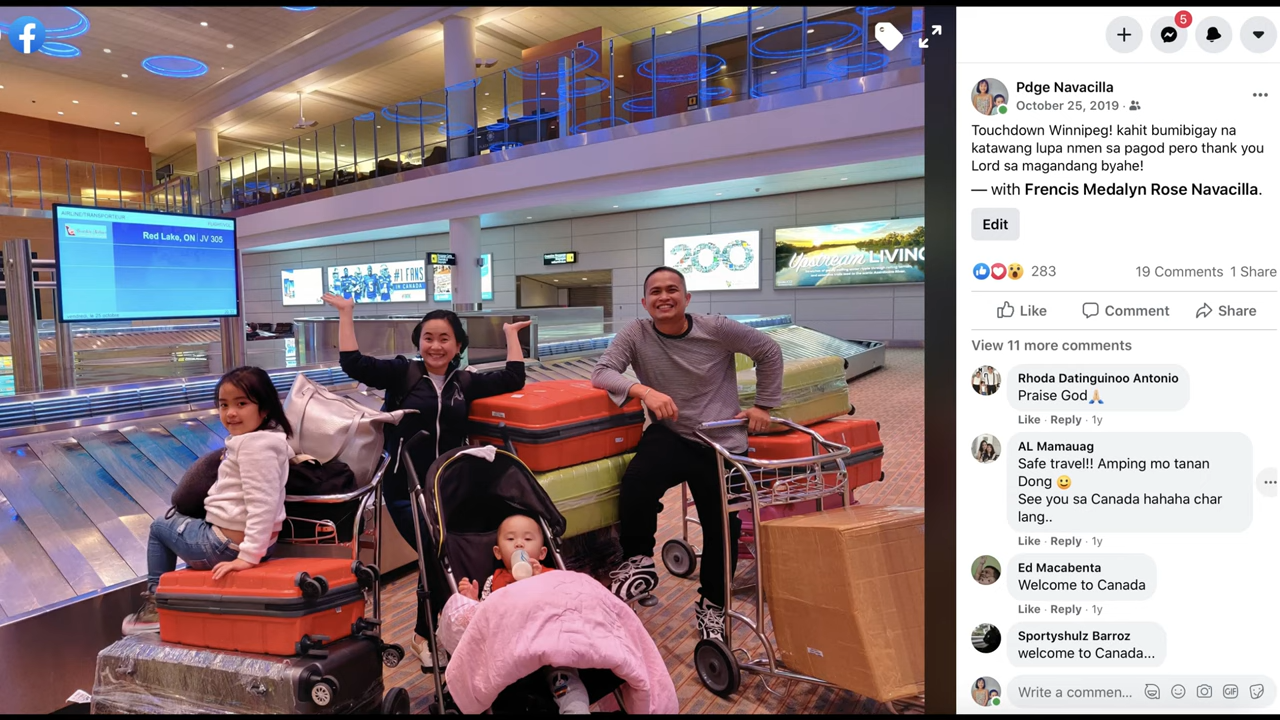 f
AIRLINE/TRANSPORTEUR
Red Lake, ON JV 305
#1 FANS
IN CANADA
200
Upstream LIVING
5
Pdge Navacilla
October 25, 2019 ·
Touchdown Winnipeg! kahit bumibigay na
katawang lupa nmen sa pagod pero thank you
Lord sa magandang byahe!
— with Frencis Medalyn Rose Navacilla.
Edit
283
19 Comments 1 Share
Like Comment Share
View 11 more comments
Rhoda Datinguinoo Antonio
Praise God🙏
Like · Reply · 1y
AL Mamauag
Safe travel!! Amping mo tanan
Dong 😀
See you sa Canada hahaha char
lang..
Like · Reply · 1y
Ed Macabenta
Welcome to Canada
Like · Reply · 1y
Sportyshulz Barroz
welcome to Canada...
Write a commen...
GIF